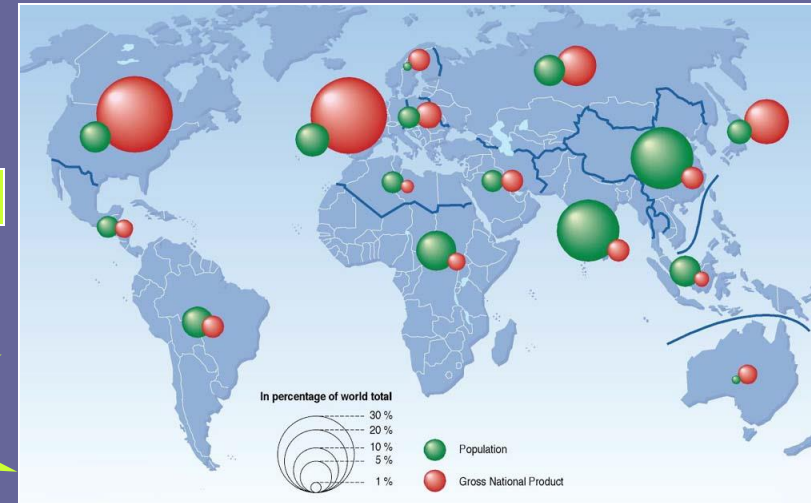 In percentage of world total
30 %
20 %
10 %
5 %
1 %
Population
Gross National Product